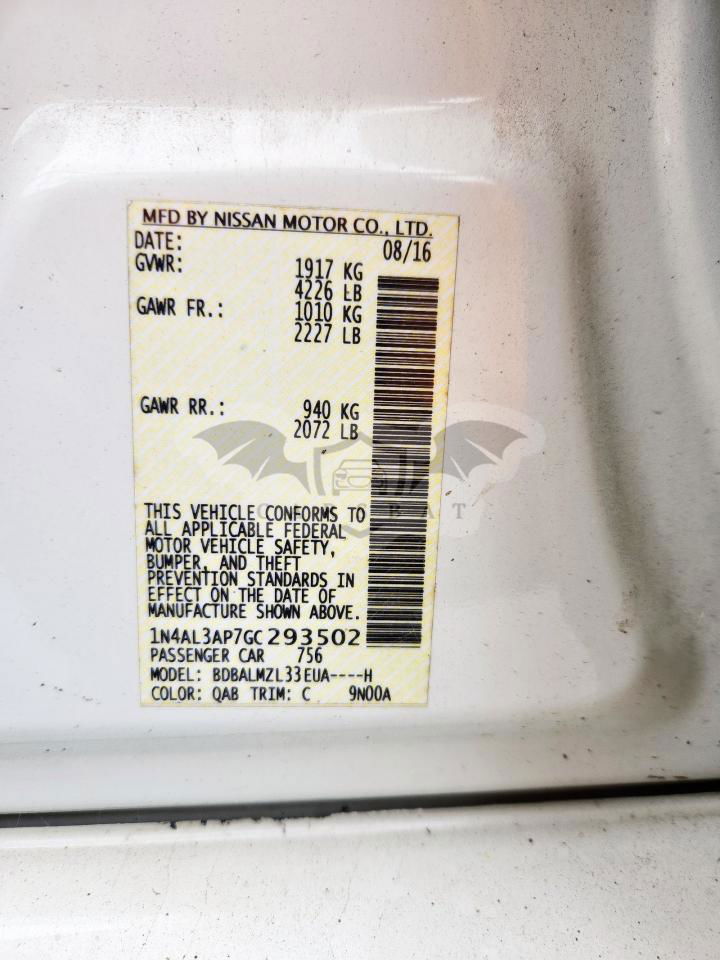 MFD BY NISSAN MOTOR CO., LTD.
DATE: 08/16
GVWR: 1917 KG
4226 LB
GAWR FR.: 1010 KG
2227 LB
GAWR RR.: 940 KG
2072 LB
THIS VEHICLE CONFORMS TO
ALL APPLICABLE FEDERAL
MOTOR VEHICLE SAFETY,
BUMPER, AND THEFT
PREVENTION STANDARDS IN
EFFECT ON THE DATE OF
MANUFACTURE SHOWN ABOVE.
1N4AL3AP7GC293502
PASSENGER CAR 756
MODEL: BDBALMZL33EUA----H
COLOR: QAB TRIM: C 9N00A